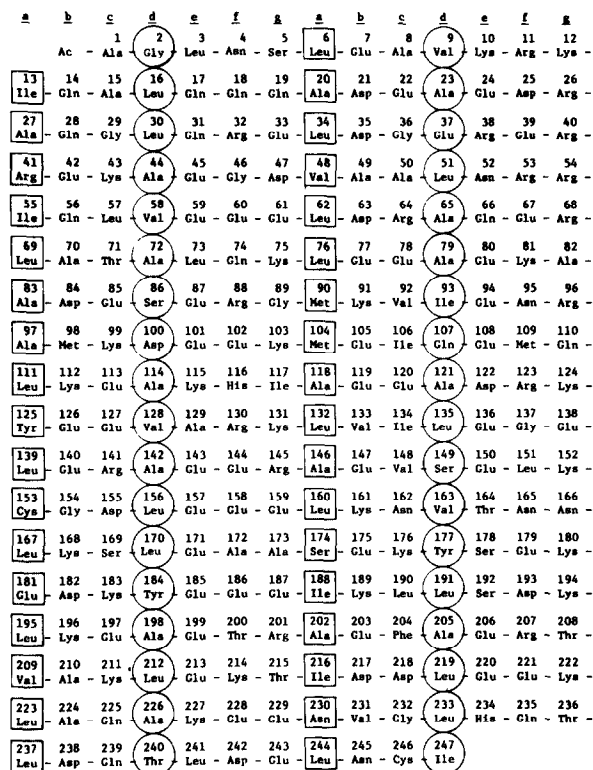 a b c d e f g a b c d e f g
1 2 3 4 5 6 7 8 9 10 11 12
Ac - Ala Gly Leu - Asn - Ser - Leu - Glu - Ala Val Lys - Arg - Lys -
13 14 15 16 17 18 19 20 21 22 23 24 25 26
Ile - Gln - Ala Leu Gln - Gln - Gln - Ala - Asp - Glu Ala Glu - Asp - Arg -
27 28 29 30 31 32 33 34 35 36 37 38 39 40
Ala - Gln - Gly Leu Gln - Arg - Glu - Leu - Asp - Gly Glu Arg - Glu - Arg -
41 42 43 44 45 46 47 48 49 50 51 52 53 54
Arg - Glu - Lys Ala Glu - Gly - Asp - Val - Ala - Ala Leu Asn - Arg - Arg -
55 56 57 58 59 60 61 62 63 64 65 66 67 68
Ile - Gln - Leu Val Glu - Glu - Glu - Leu - Asp - Arg Ala Gln - Glu - Arg -
69 70 71 72 73 74 75 76 77 78 79 80 81 82
Leu - Ala - Thr Ala Leu - Gln - Lys - Leu - Glu - Glu Ala Glu - Lys - Ala -
83 84 85 86 87 88 89 90 91 92 93 94 95 96
Ala - Asp - Glu Ser Glu - Arg - Gly - Met - Lys - Val Ile Glu - Asn - Arg -
97 98 99 100 101 102 103 104 105 106 107 108 109 110
Ala - Met - Lys Asp Glu - Glu - Lys - Met - Glu - Ile Gln Glu - Met - Gln -
111 112 113 114 115 116 117 118 119 120 121 122 123 124
Leu - Lys - Glu Ala Lys - His - Ile - Ala - Glu - Glu Ala Asp - Arg - Lys -
125 126 127 128 129 130 131 132 133 134 135 136 137 138
Tyr - Glu - Glu Val Ala - Arg - Lys - Leu - Val - Ile Leu Glu - Gly - Glu -
139 140 141 142 143 144 145 146 147 148 149 150 151 152
Leu - Glu - Arg Ala Glu - Glu - Arg - Ala - Glu - Val Ser Glu - Leu - Lys -
153 154 155 156 157 158 159 160 161 162 163 164 165 166
Cys - Gly - Asp Leu Glu - Glu - Glu - Leu - Lys - Asn Val Thr - Asn - Asn -
167 168 169 170 171 172 173 174 175 176 177 178 179 180
Leu - Lys - Ser Leu Glu - Ala - Ala - Ser - Glu - Lys Tyr Ser - Glu - Lys -
181 182 183 184 185 186 187 188 189 190 191 192 193 194
Glu - Asp - Lys Tyr Glu - Glu - Glu - Ile - Lys - Leu Leu Ser - Asp - Lys -
195 196 197 198 199 200 201 202 203 204 205 206 207 208
Leu - Lys - Glu Ala Glu - Thr - Arg - Ala - Glu - Phe Ala Glu - Arg - Thr -
209 210 211 212 213 214 215 216 217 218 219 220 221 222
Val - Ala - Lys Leu Glu - Lys - Thr - Ile - Asp - Asp Leu Glu - Glu - Lys -
223 224 225 226 227 228 229 230 231 232 233 234 235 236
Leu - Ala - Gln Ala Lys - Glu - Glu - Asn - Val - Gly Leu His - Gln - Thr -
237 238 239 240 241 242 243 244 245 246 247
Leu - Asp - Gln Thr Leu - Asp - Glu - Leu - Asn - Cys Ile